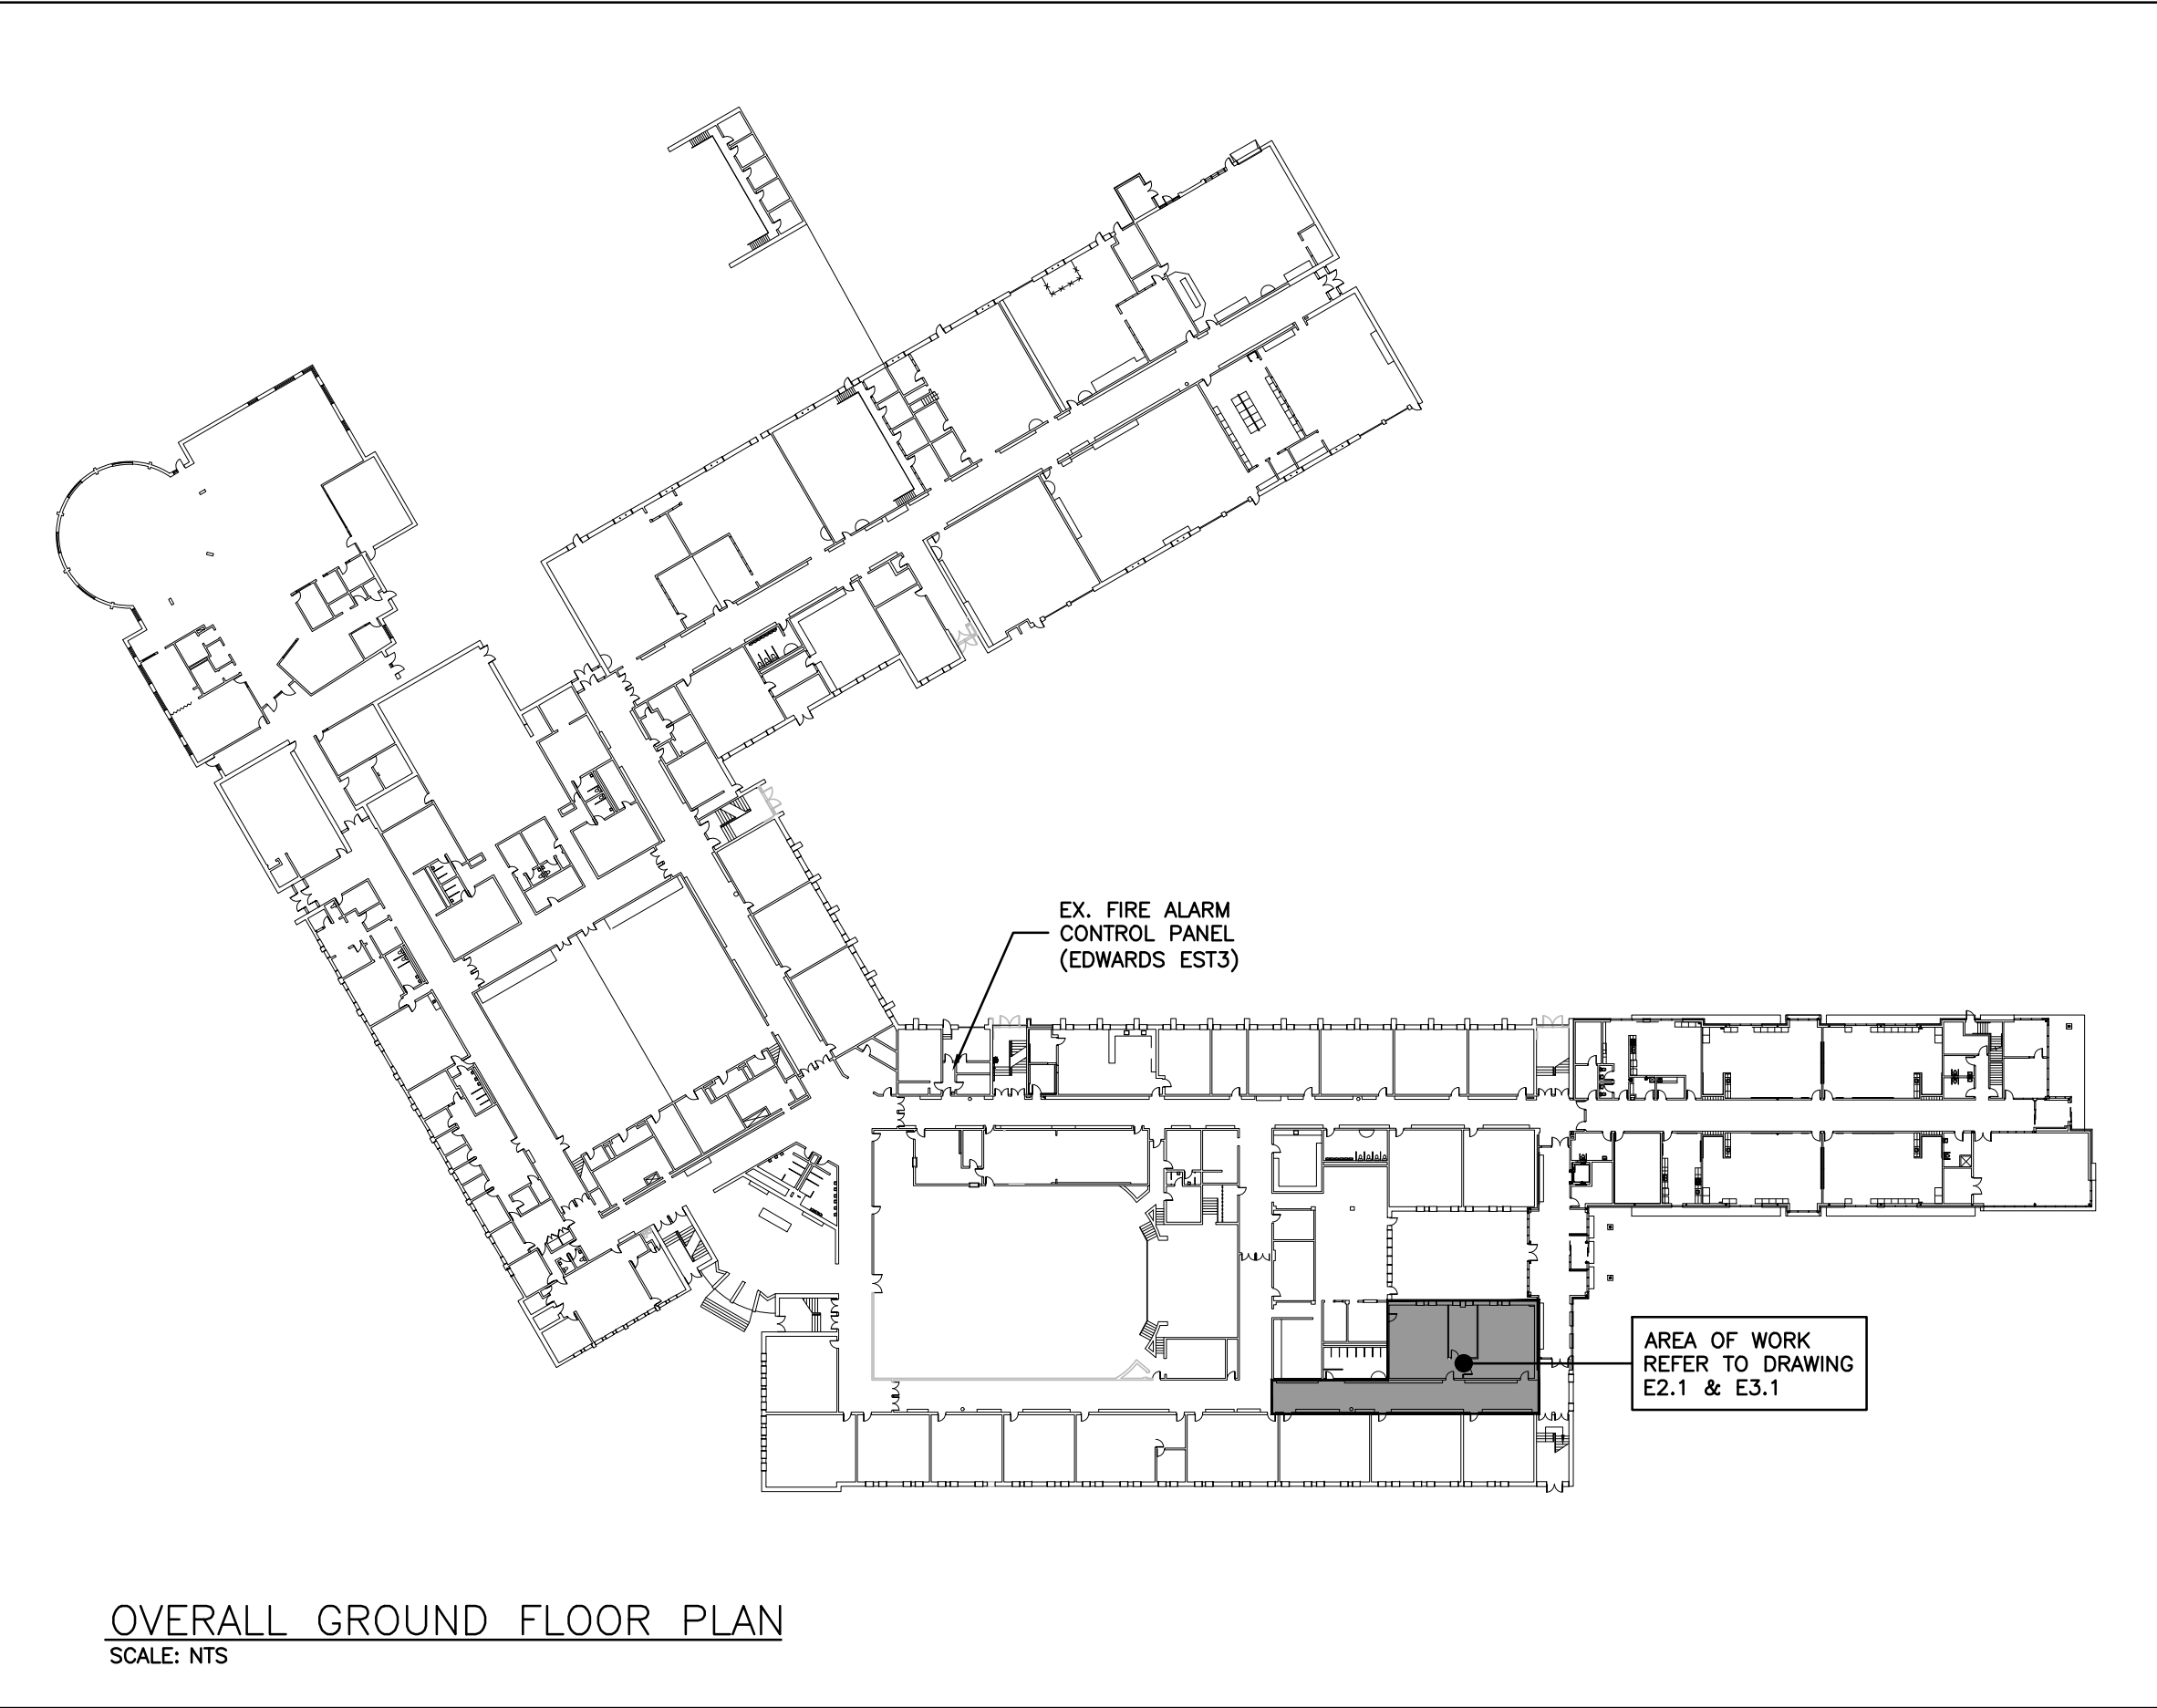 EX. FIRE ALARM
CONTROL PANEL
(EDWARDS EST3)
AREA OF WORK
REFER TO DRAWING
E2.1 & E3.1
OVERALL GROUND FLOOR PLAN
SCALE: NTS